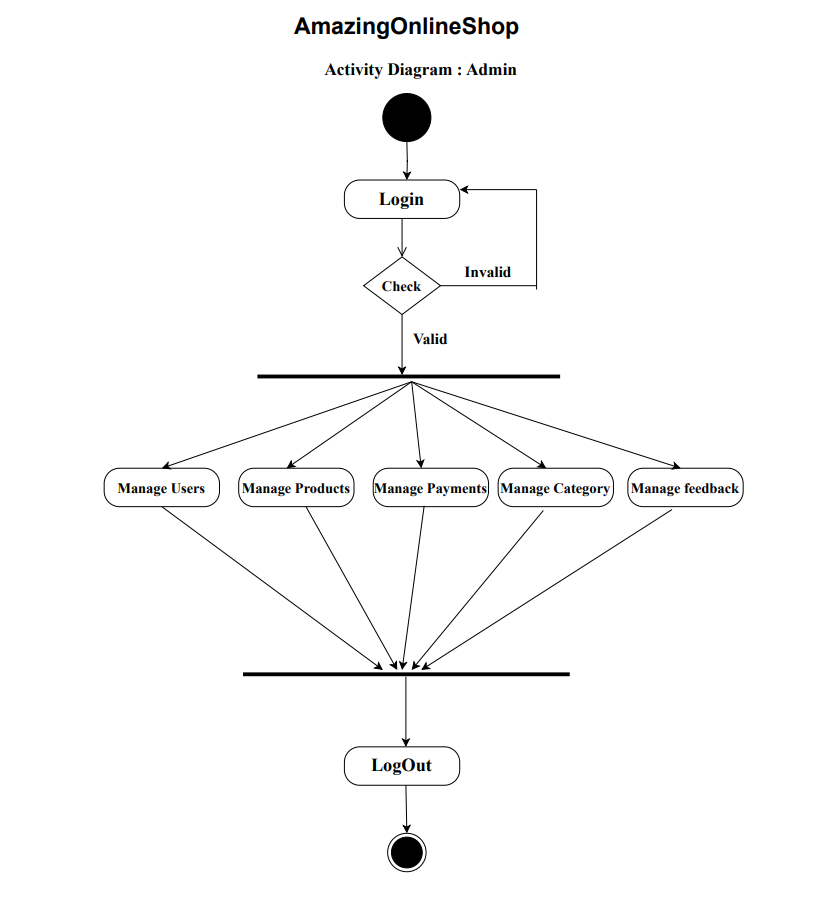 AmazingOnlineShop
Activity Diagram : Admin
Login
Invalid
Check
Valid
Manage Users
Manage Products
Manage Payments
Manage Category
Manage feedback
LogOut